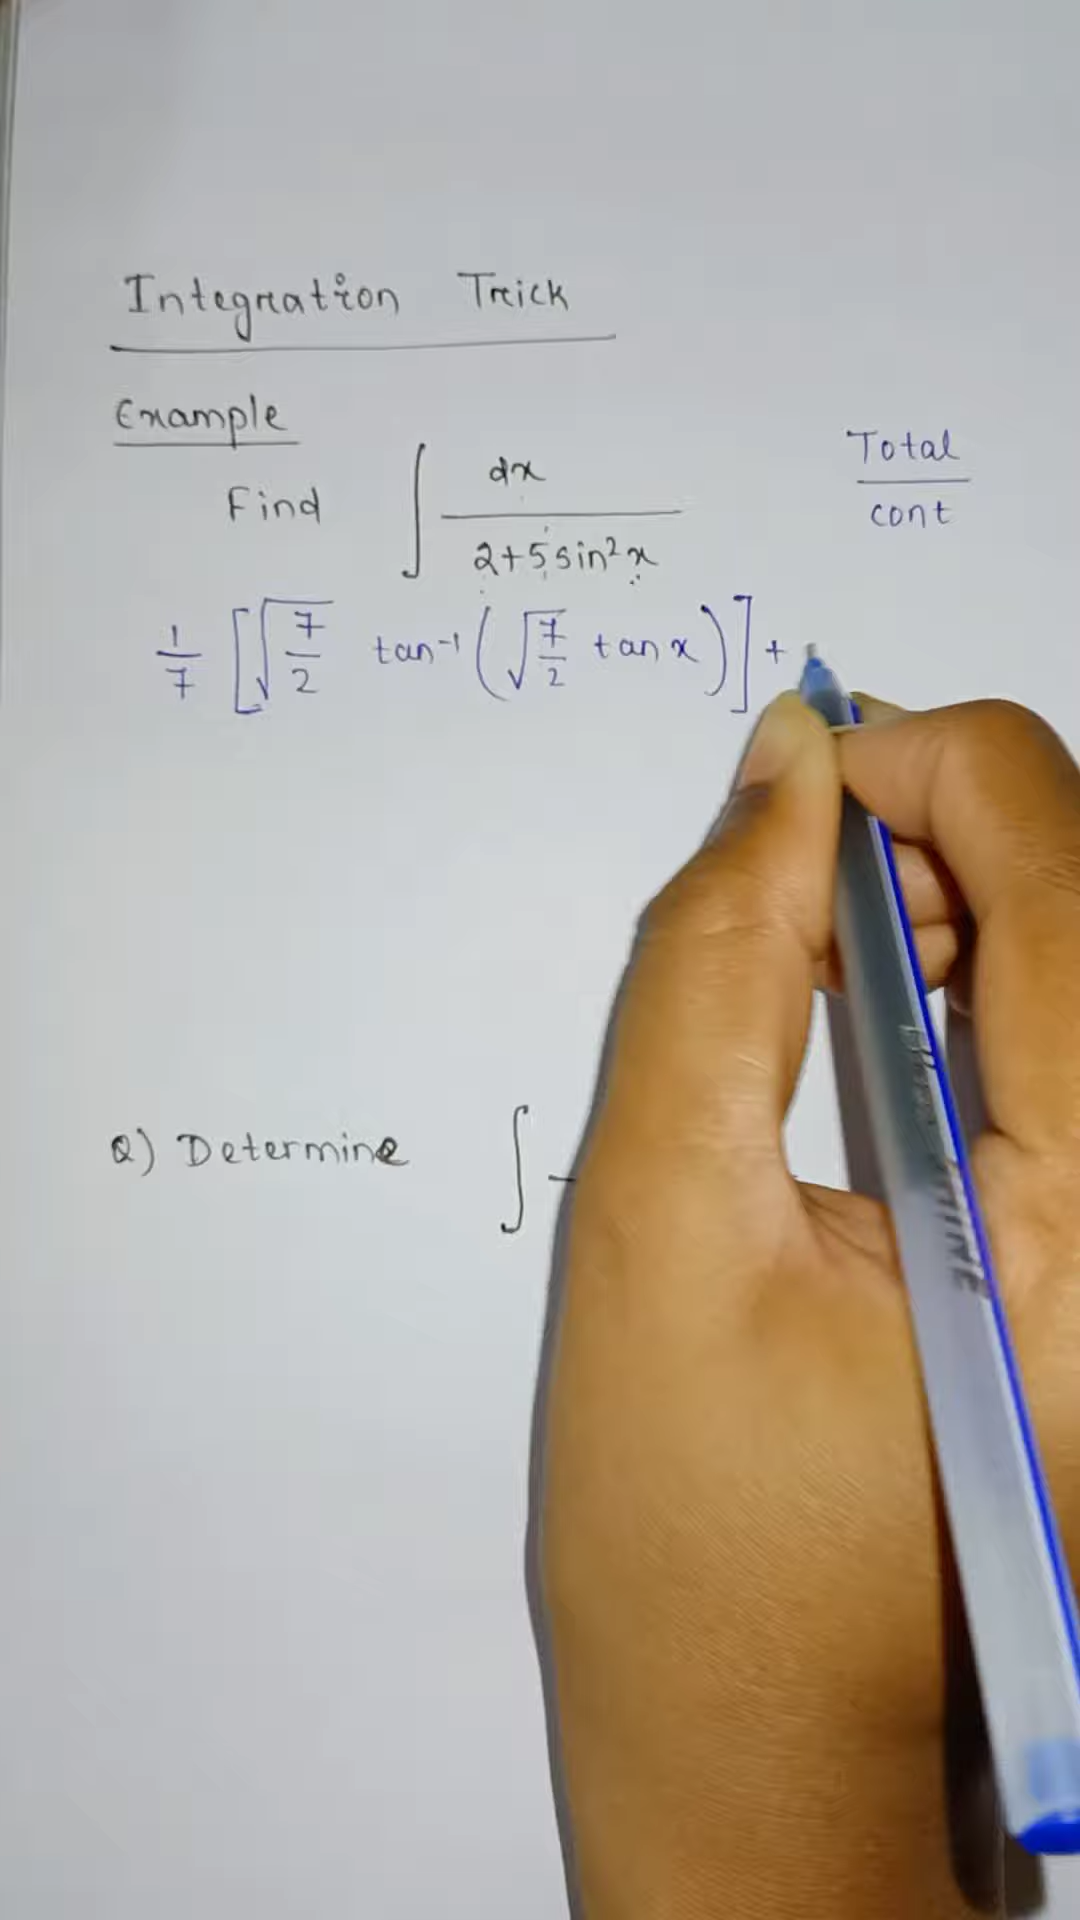 Integration Trick
Example
Find ∫ dx / 2+5sin²x
Total / cont
1/7 [√7/2 tan⁻¹(√7/2 tan x)] +
Q) Determine ∫